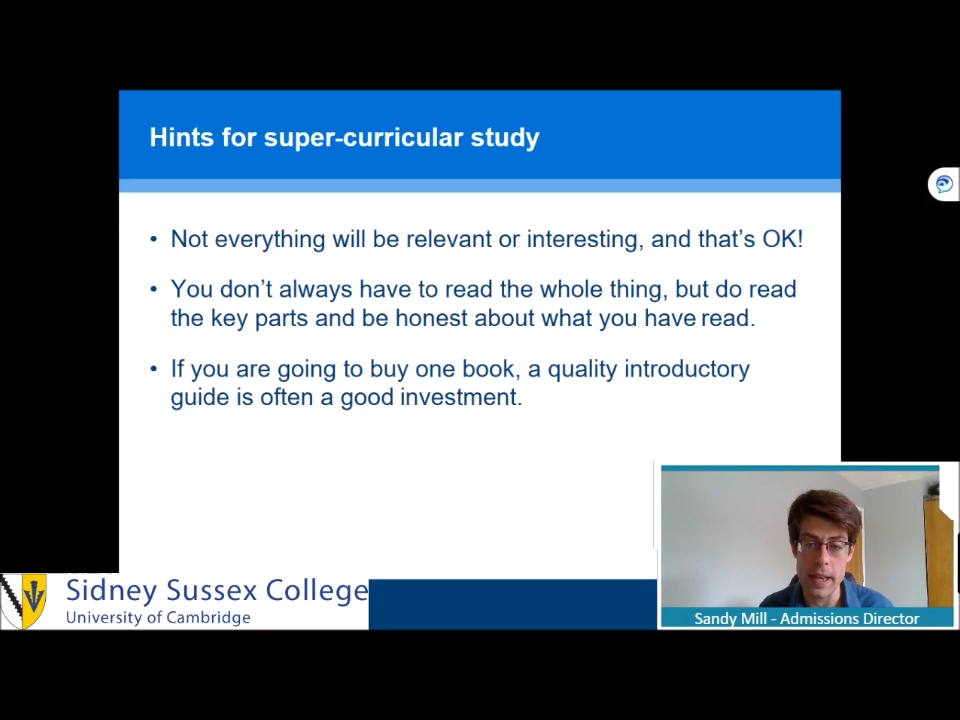 Hints for super-curricular study
• Not everything will be relevant or interesting, and that's OK!
• You don't always have to read the whole thing, but do read
the key parts and be honest about what you have read.
• If you are going to buy one book, a quality introductory
guide is often a good investment.
Sidney Sussex College
University of Cambridge
Sandy Mill - Admissions Director